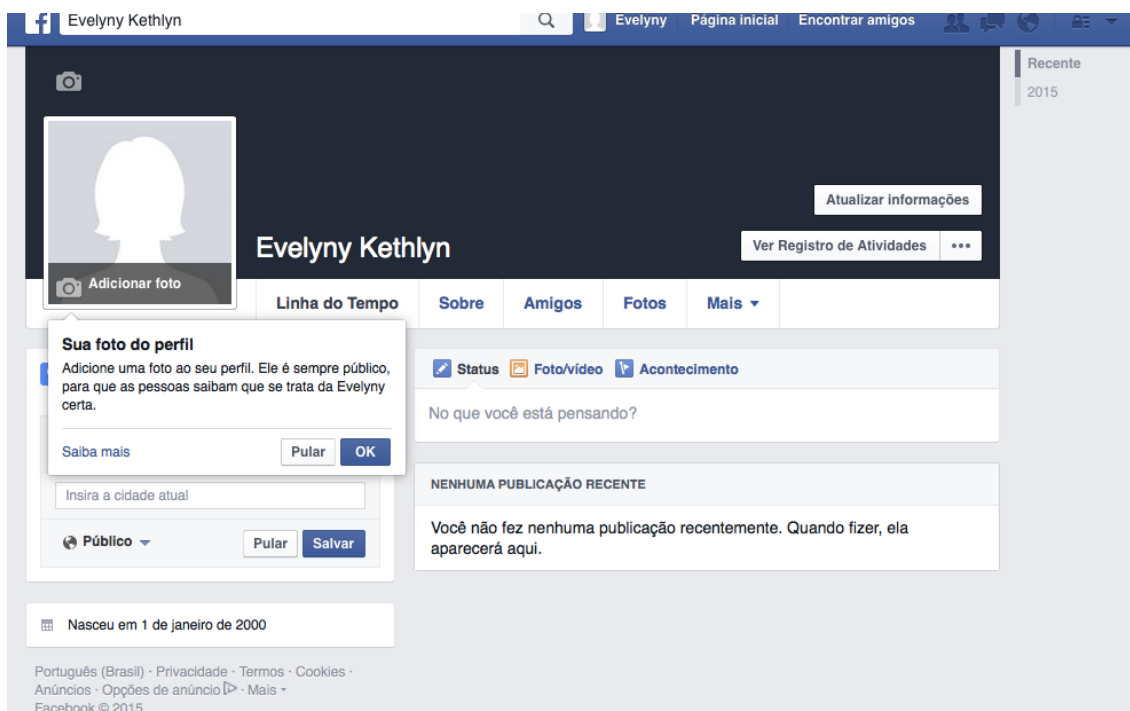 f Evelyny Kethlyn Evelyny Página inicial Encontrar amigos
Recente
2015
Atualizar informações
Evelyny Kethlyn
Ver Registro de Atividades
Adicionar foto
Linha do Tempo Sobre Amigos Fotos Mais
Sua foto do perfil
Adicione uma foto ao seu perfil. Ele é sempre público,
para que as pessoas saibam que se trata da Evelyny
certa.
Saiba mais Pular OK
Insira a cidade atual
Público Pular Salvar
Status Foto/vídeo Acontecimento
No que você está pensando?
NENHUMA PUBLICAÇÃO RECENTE
Você não fez nenhuma publicação recentemente. Quando fizer, ela
aparecerá aqui.
Nasceu em 1 de janeiro de 2000
Português (Brasil) · Privacidade · Termos · Cookies ·
Anúncios · Opções de anúncio · Mais
Facebook © 2015